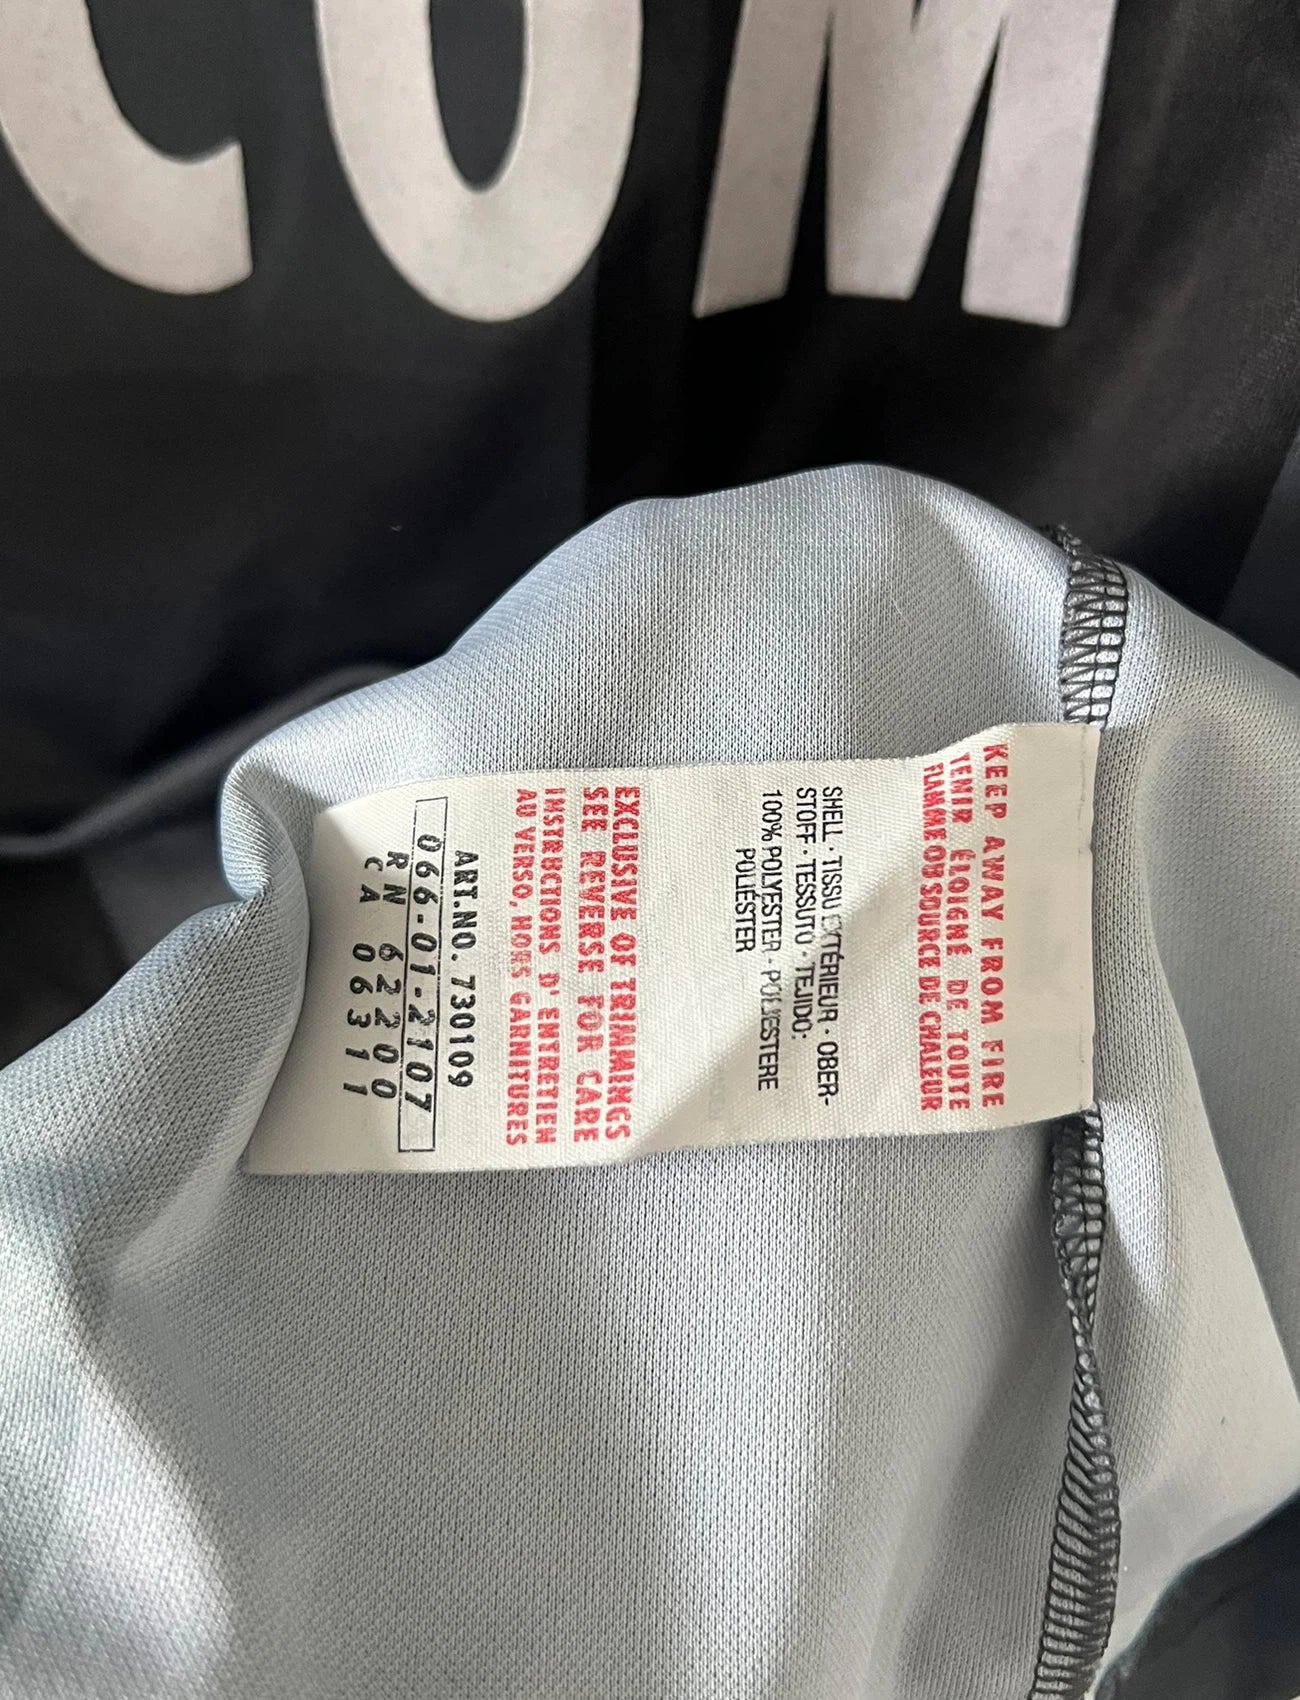 COM
KEEP AWAY FROM FIRE
TENIR ÉLOIGNÉ DE TOUTE
FLAMME OU SOURCE DE CHALEUR
SHELL · TISSU EXTÉRIEUR · OBER-
STOFF · TESSUTO · TEJIDO:
100% POLYESTER · POLIESTERE
POLIÉSTER
EXCLUSIVE OF TRIMMINGS
SEE REVERSE FOR CARE
INSTRUCTIONS D' ENTRETIEN
AU VERSO, HORS GARNITURES
ART.NO. 730109
066-01-2107
RN 62200
CA 06311